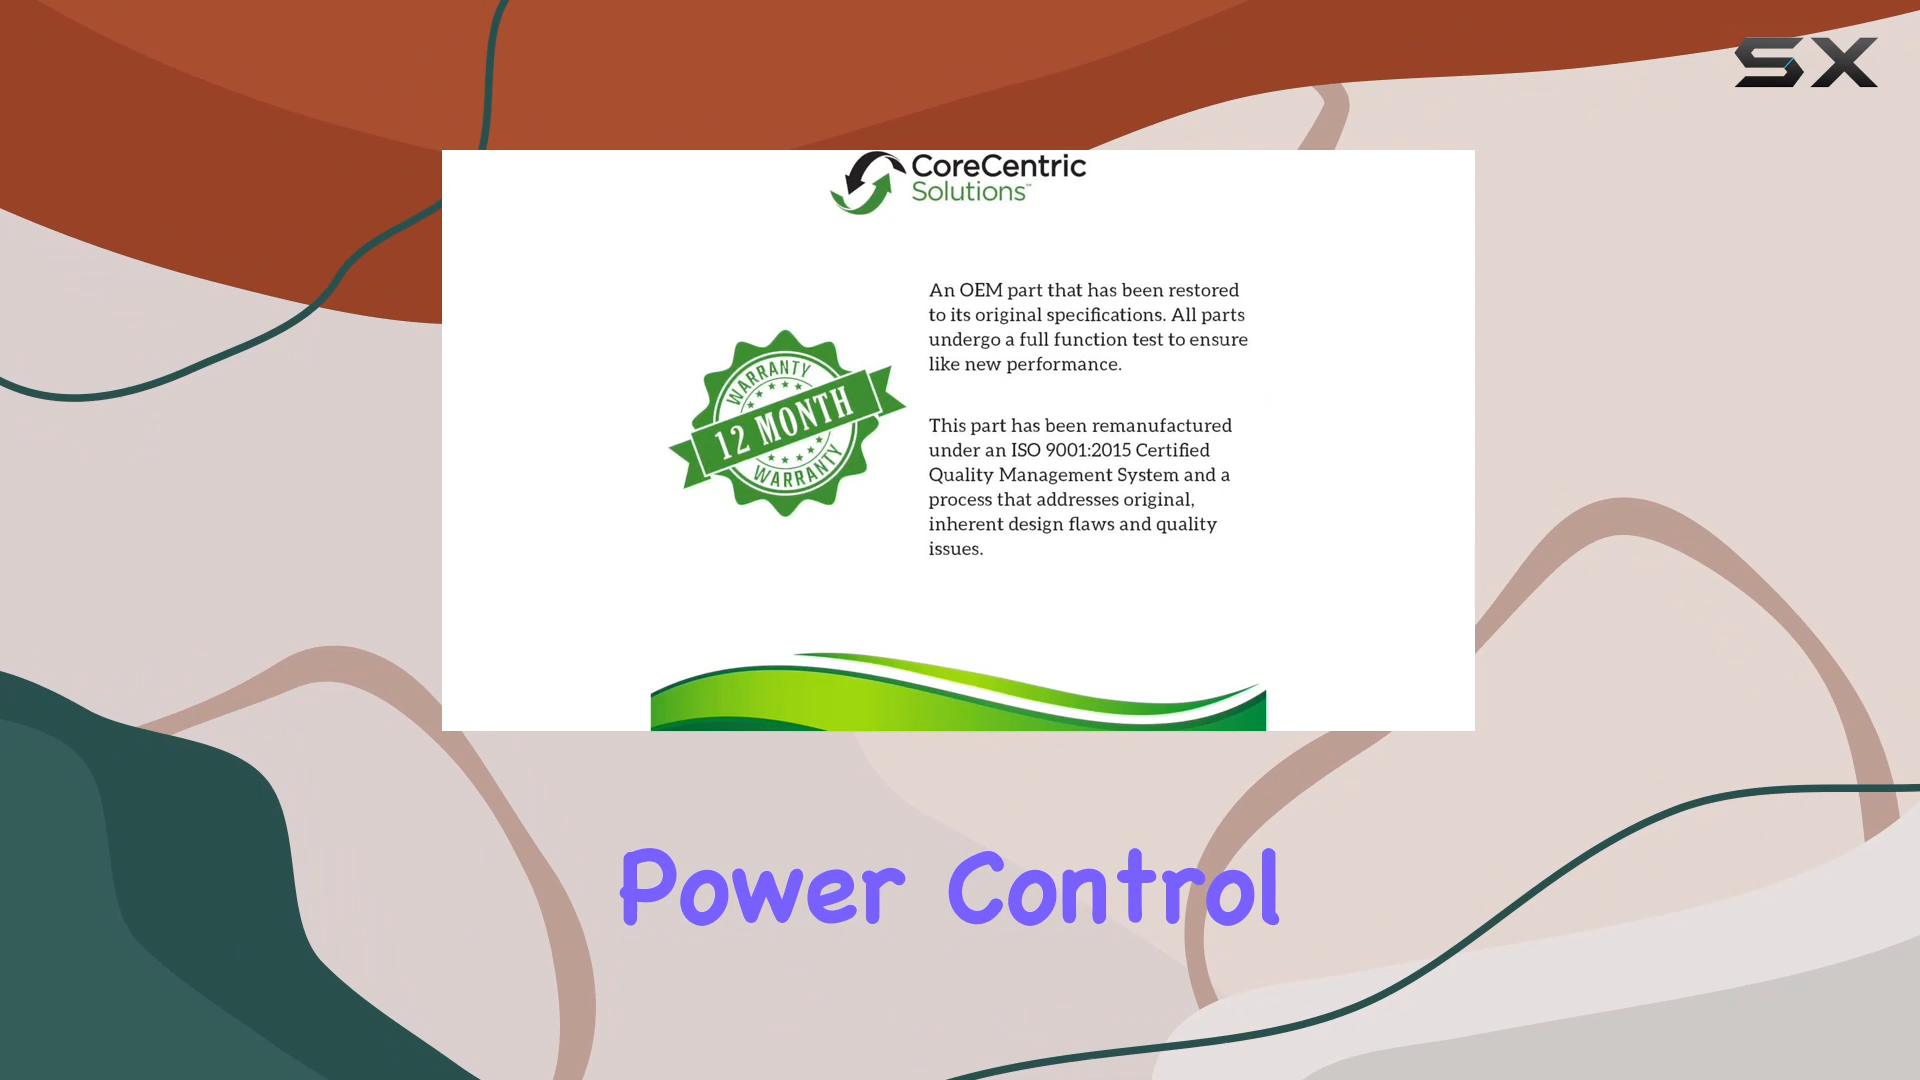 SX
CoreCentric
Solutions™
An OEM part that has been restored
to its original specifications. All parts
undergo a full function test to ensure
like new performance.
WARRANTY
12 MONTH
WARRANTY
This part has been remanufactured
under an ISO 9001:2015 Certified
Quality Management System and a
process that addresses original,
inherent design flaws and quality
issues.
Power Control